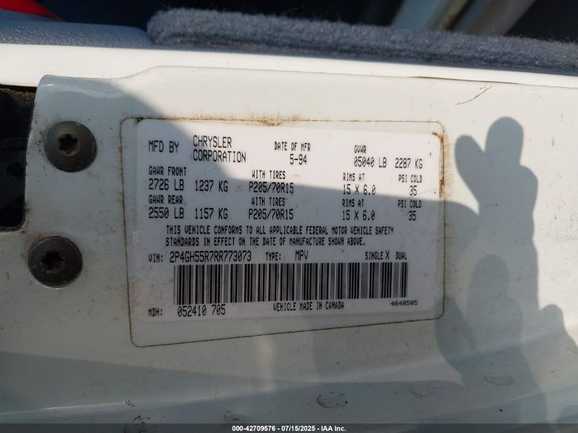 MFD BY CHRYSLER CORPORATION DATE OF MFR 5-94 GVWR 05040 LB 2287 KG
GAWR FRONT WITH TIRES RIMS AT PSI COLD
2726 LB 1237 KG P205/70R15 15 X 6.0 35
GAWR REAR WITH TIRES RIMS AT PSI COLD
2550 LB 1157 KG P205/70R15 15 X 6.0 35
THIS VEHICLE CONFORMS TO ALL APPLICABLE FEDERAL MOTOR VEHICLE SAFETY
STANDARDS IN EFFECT ON THE DATE OF MANUFACTURE SHOWN ABOVE.
VIN: 2P4GH55R7RR773073 TYPE: MPV SINGLE X DUAL
MDH: 052410 705 VEHICLE MADE IN CANADA 4648505
000-42709576 - 07/15/2025 - IAA Inc.